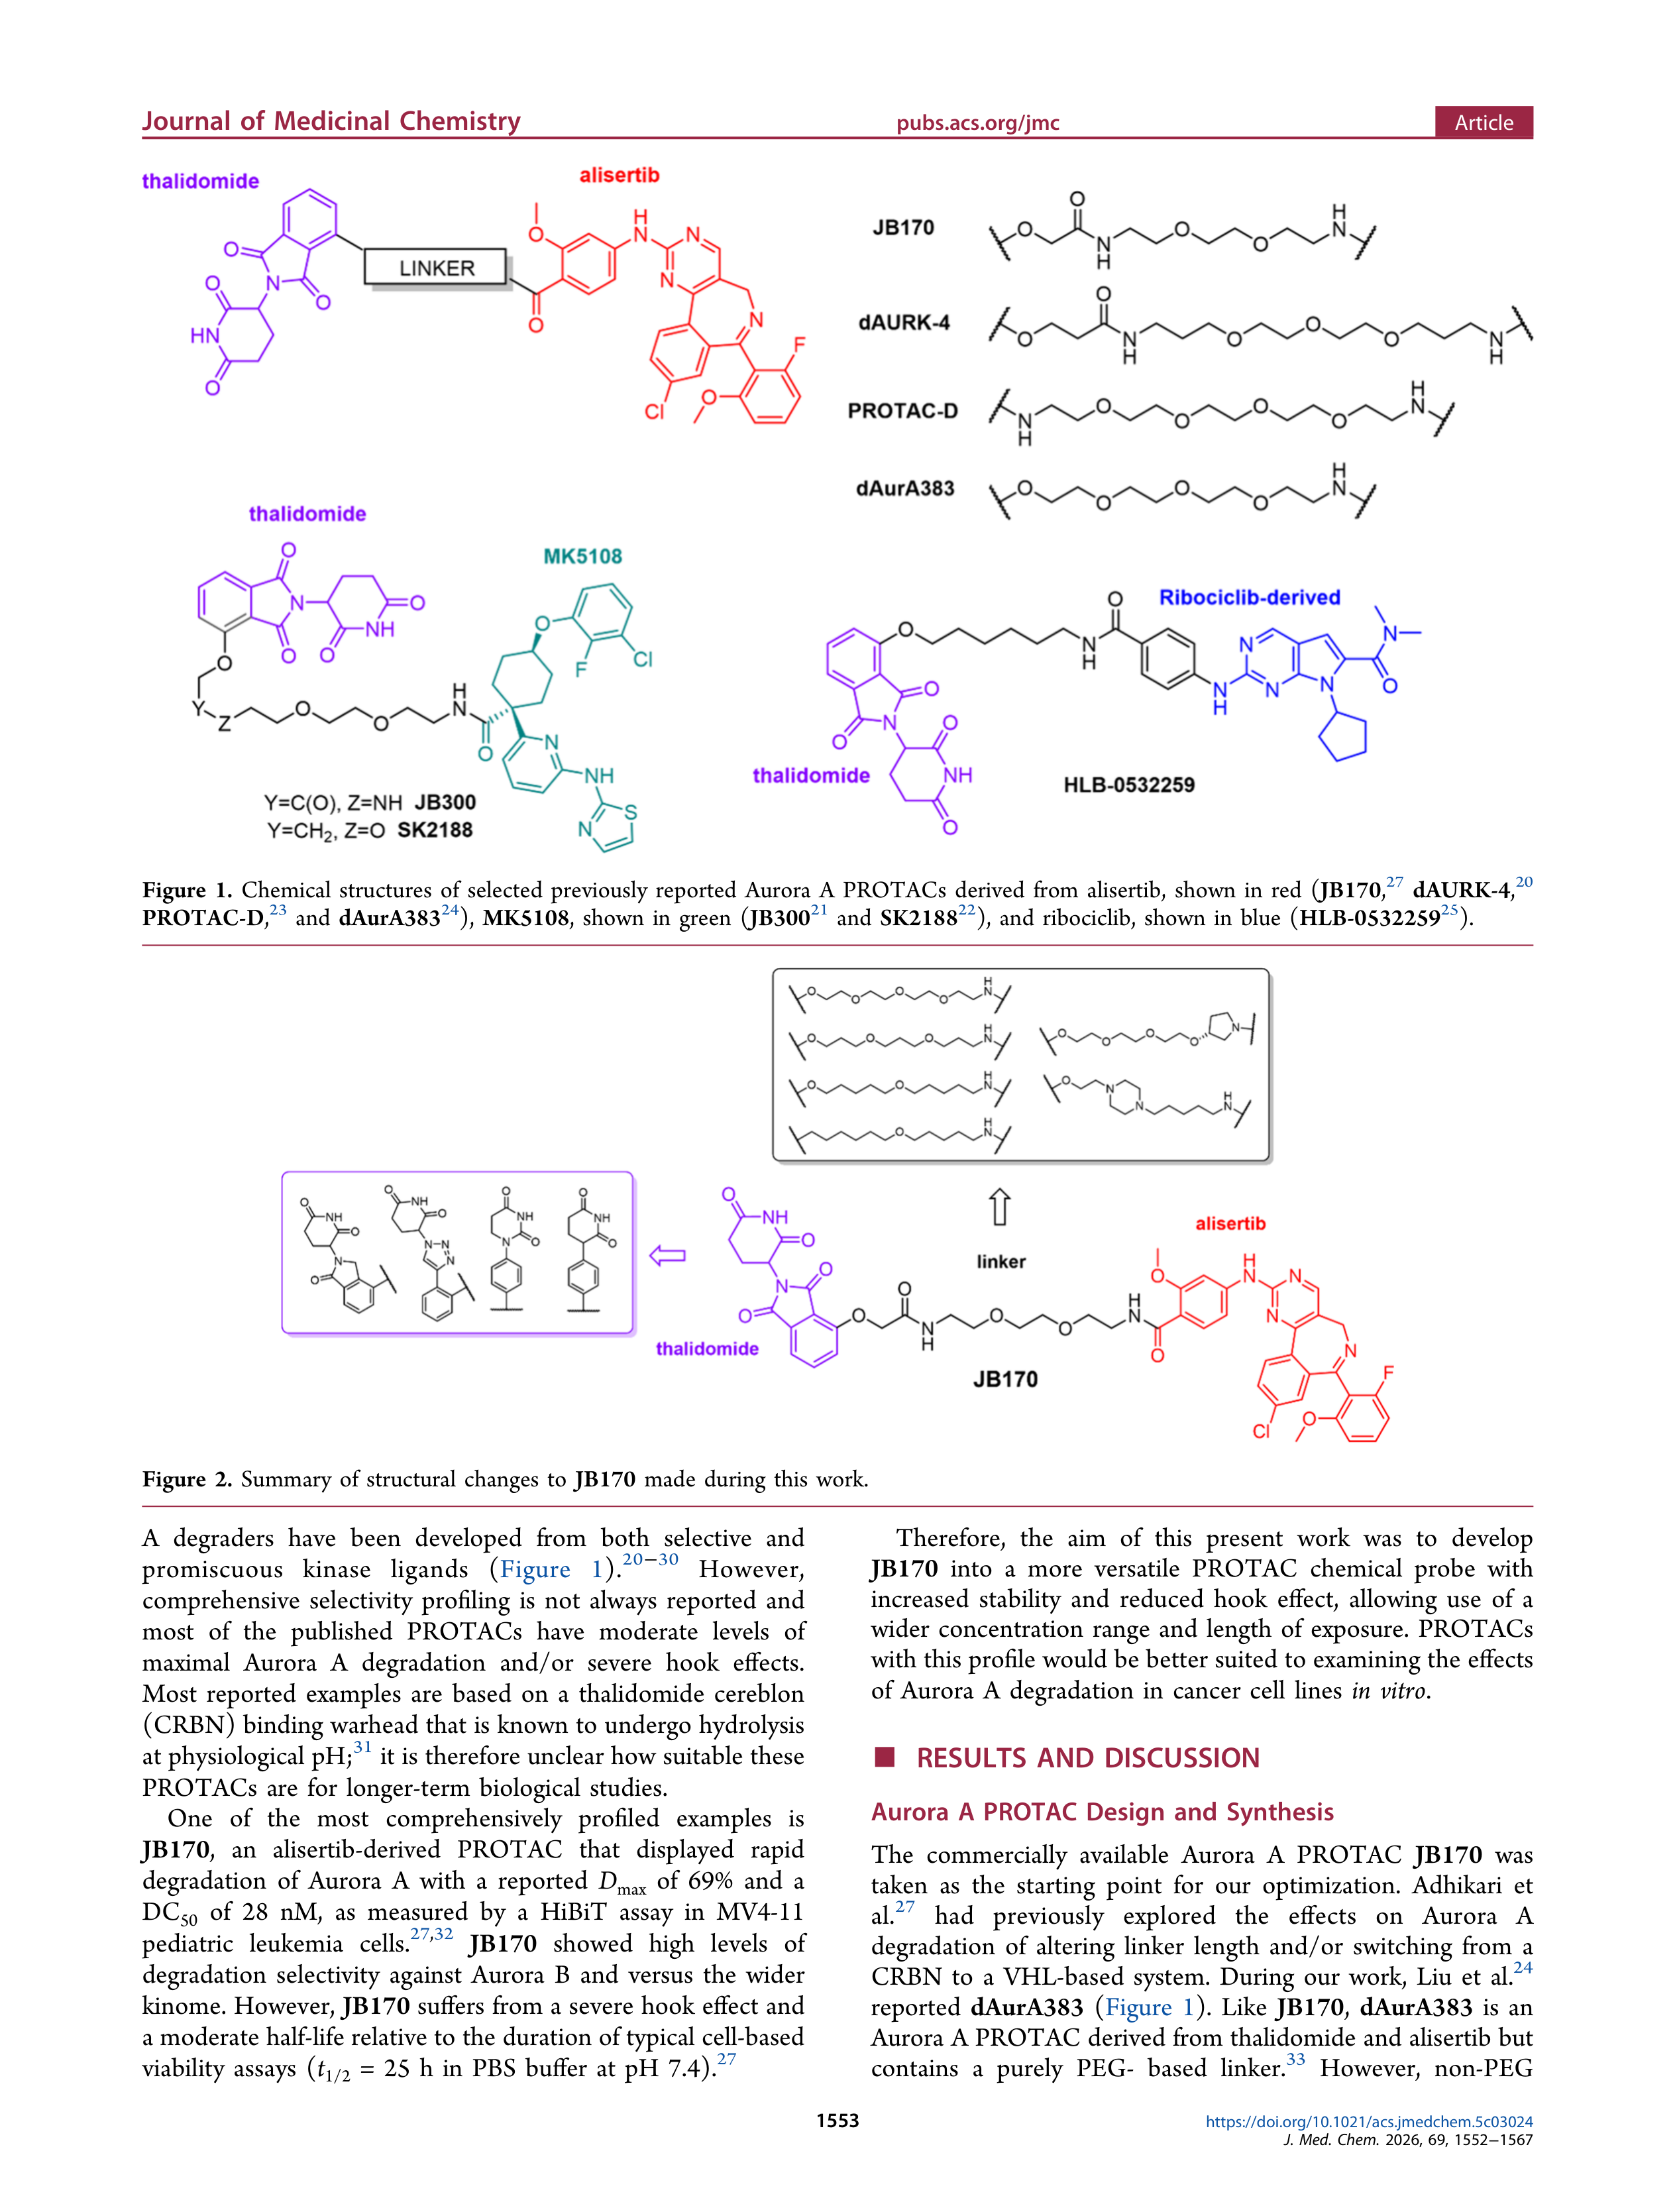 Journal of Medicinal Chemistry
pubs.acs.org/jmc
Article
thalidomide
alisertib
LINKER
JB170
dAURK-4
PROTAC-D
dAurA383
thalidomide
MK5108
Y=C(O), Z=NH JB300
Y=CH2, Z=O SK2188
Ribociclib-derived
thalidomide
HLB-0532259
Figure 1. Chemical structures of selected previously reported Aurora A PROTACs derived from alisertib, shown in red (JB170,27 dAURK-4,20
PROTAC-D,23 and dAurA38324), MK5108, shown in green (JB30021 and SK218822), and ribociclib, shown in blue (HLB-053225925).
linker
alisertib
thalidomide
JB170
Figure 2. Summary of structural changes to JB170 made during this work.
A degraders have been developed from both selective and
promiscuous kinase ligands (Figure 1).20−30 However,
comprehensive selectivity profiling is not always reported and
most of the published PROTACs have moderate levels of
maximal Aurora A degradation and/or severe hook effects.
Most reported examples are based on a thalidomide cereblon
(CRBN) binding warhead that is known to undergo hydrolysis
at physiological pH;31 it is therefore unclear how suitable these
PROTACs are for longer-term biological studies.
One of the most comprehensively profiled examples is
JB170, an alisertib-derived PROTAC that displayed rapid
degradation of Aurora A with a reported Dmax of 69% and a
DC50 of 28 nM, as measured by a HiBiT assay in MV4-11
pediatric leukemia cells.27,32 JB170 showed high levels of
degradation selectivity against Aurora B and versus the wider
kinome. However, JB170 suffers from a severe hook effect and
a moderate half-life relative to the duration of typical cell-based
viability assays (t1/2 = 25 h in PBS buffer at pH 7.4).27
Therefore, the aim of this present work was to develop
JB170 into a more versatile PROTAC chemical probe with
increased stability and reduced hook effect, allowing use of a
wider concentration range and length of exposure. PROTACs
with this profile would be better suited to examining the effects
of Aurora A degradation in cancer cell lines in vitro.
■ RESULTS AND DISCUSSION
Aurora A PROTAC Design and Synthesis
The commercially available Aurora A PROTAC JB170 was
taken as the starting point for our optimization. Adhikari et
al.27 had previously explored the effects on Aurora A
degradation of altering linker length and/or switching from a
CRBN to a VHL-based system. During our work, Liu et al.24
reported dAurA383 (Figure 1). Like JB170, dAurA383 is an
Aurora A PROTAC derived from thalidomide and alisertib but
contains a purely PEG- based linker.33 However, non-PEG
1553
https://doi.org/10.1021/acs.jmedchem.5c03024
J. Med. Chem. 2026, 69, 1552−1567